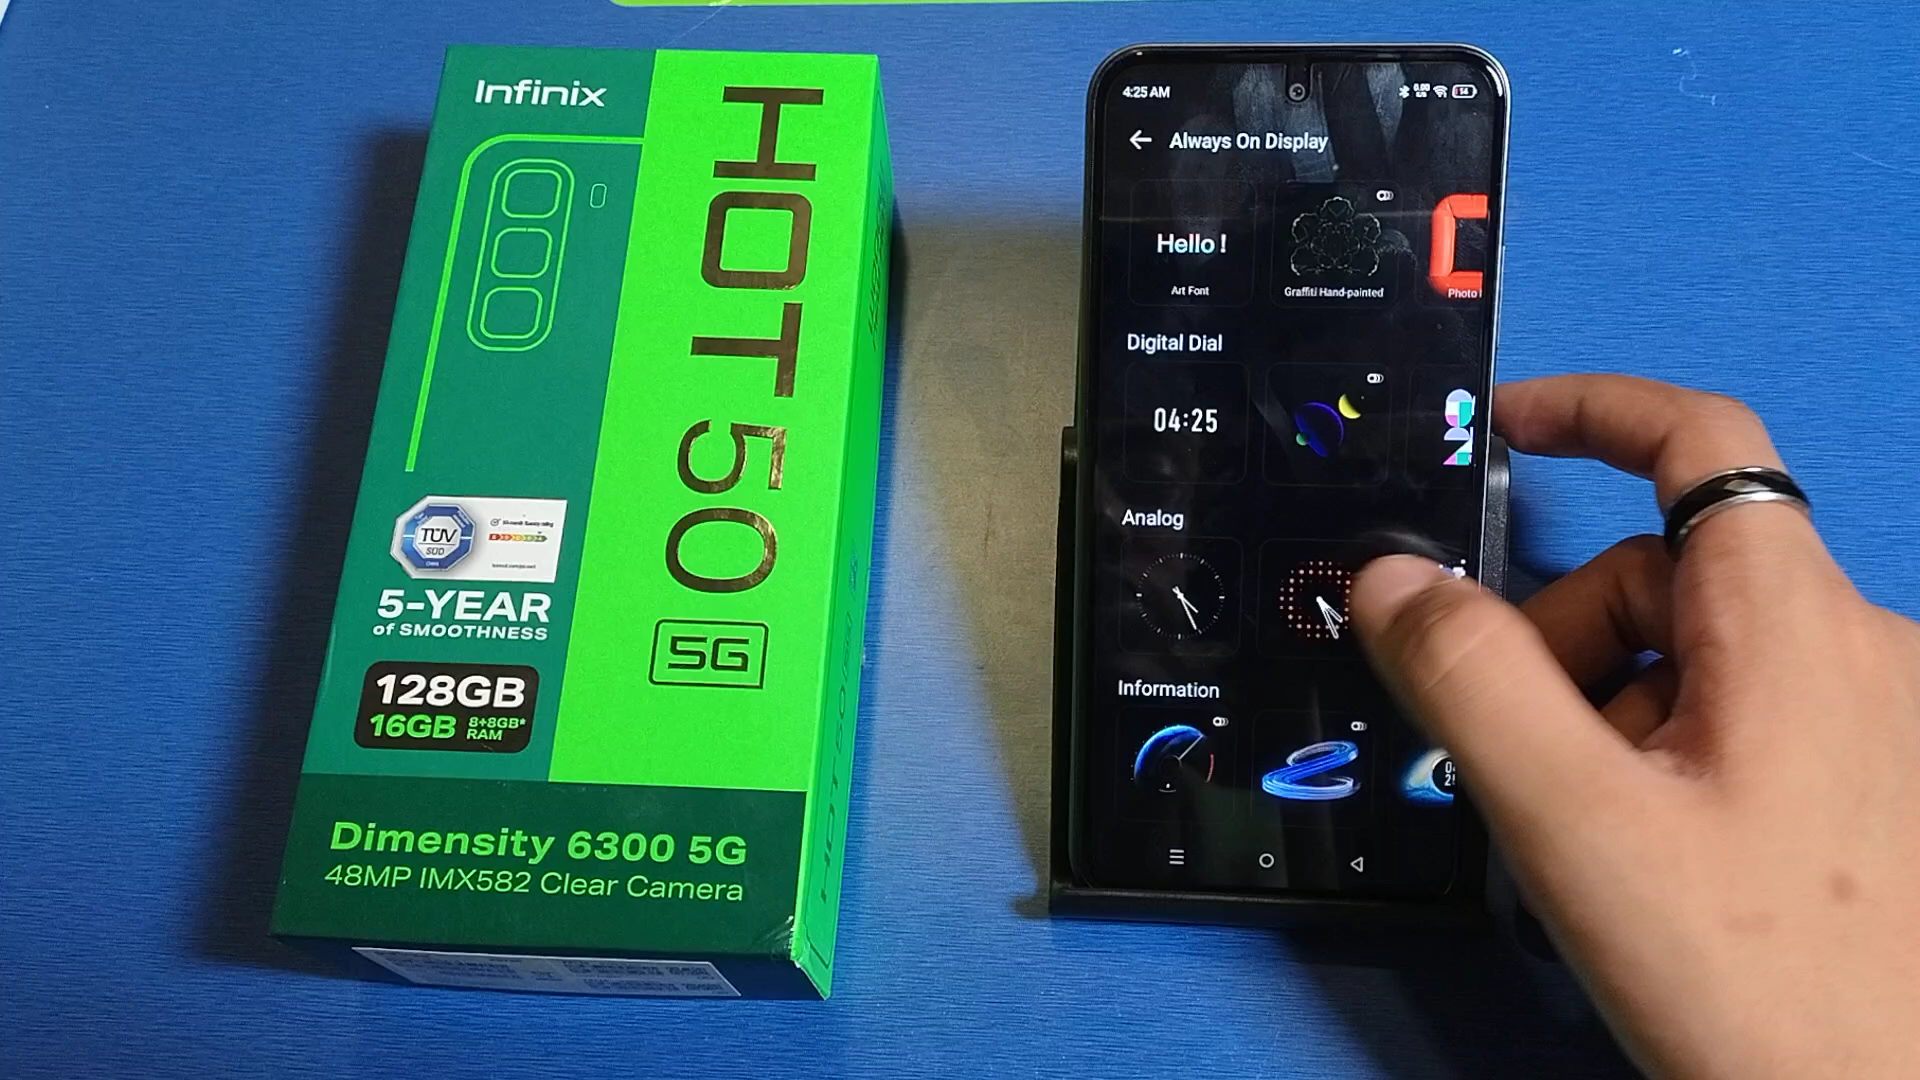 Infinix
HOT 50
5G
TÜV
SÜD
5-YEAR
of SMOOTHNESS
128GB
16GB 8+8GB*
RAM
Dimensity 6300 5G
48MP IMX582 Clear Camera
4:25 AM
Always On Display
Hello !
Art Font
Graffiti Hand-painted
Photo
Digital Dial
04:25
Analog
Information